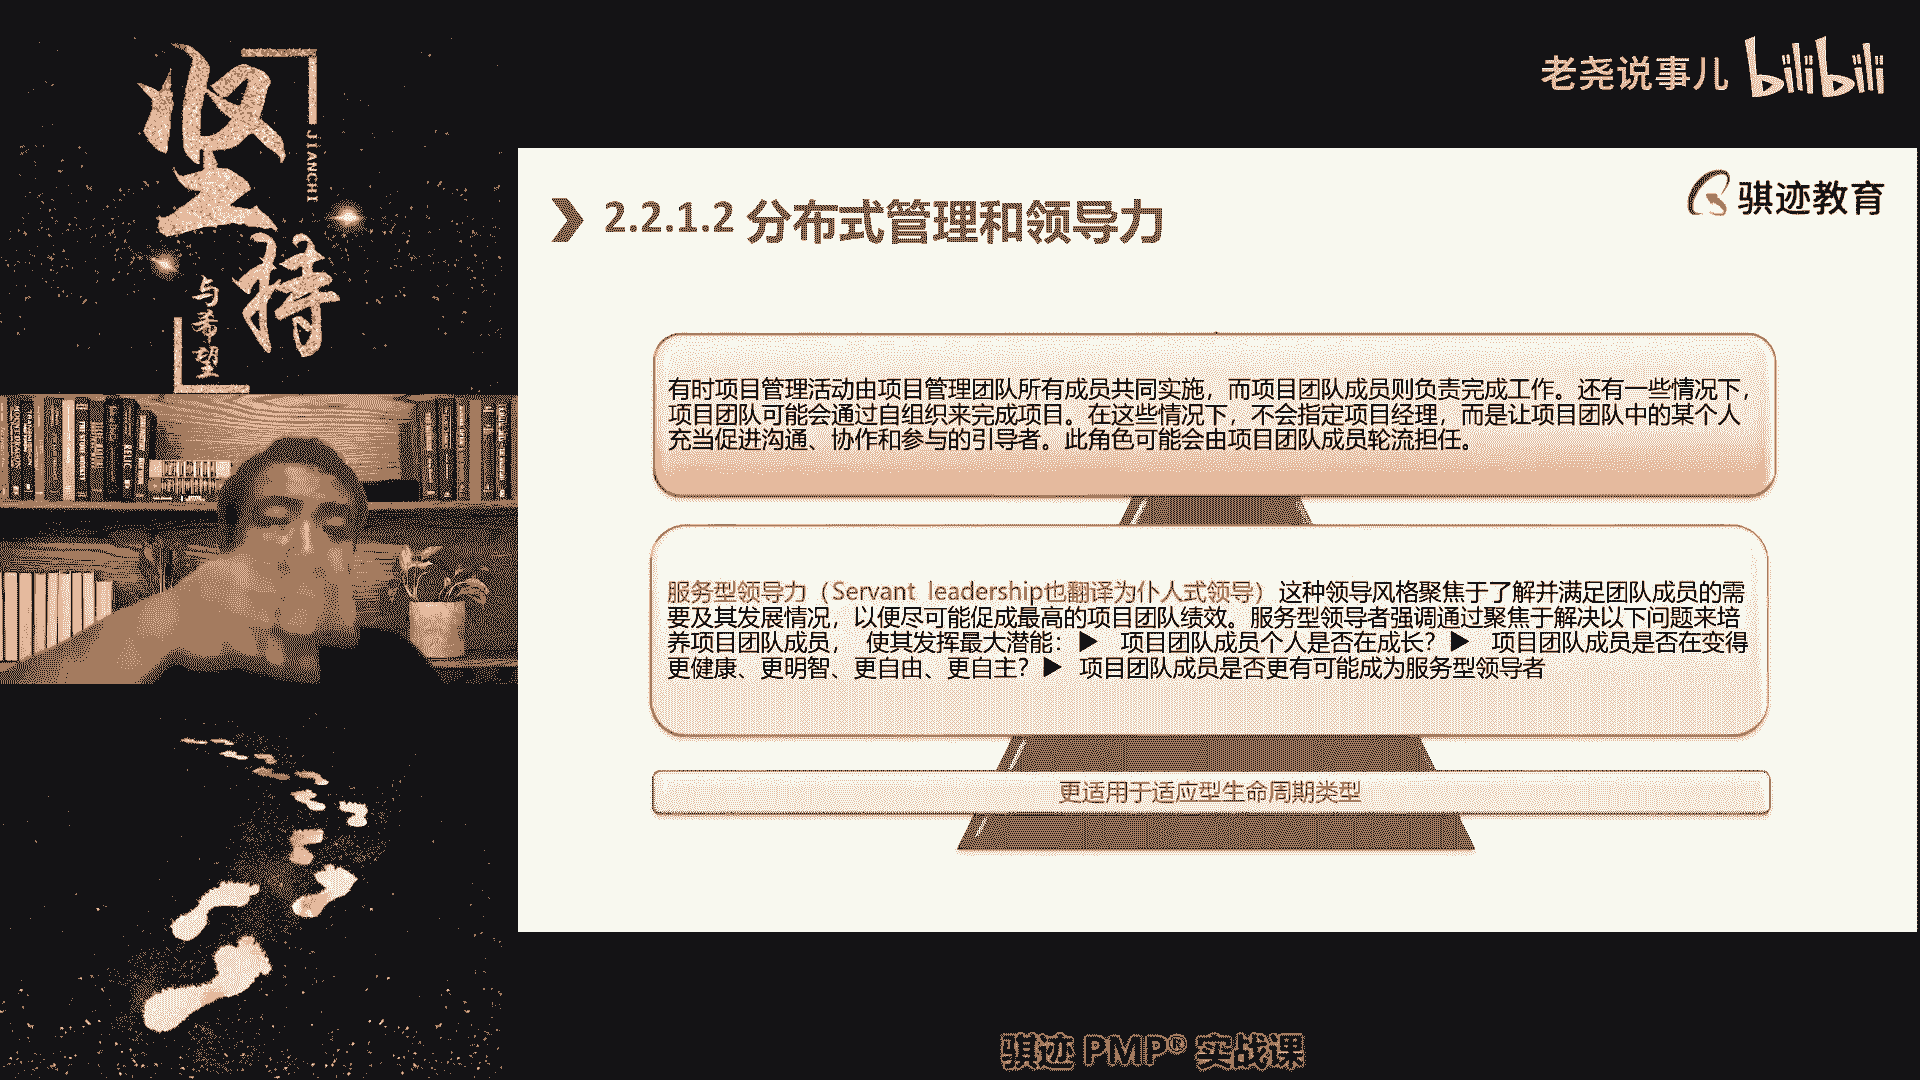 坚持
JIANCHI
与希望
老尧说事儿 bilibili
骐迹教育
2.2.1.2 分布式管理和领导力
有时项目管理活动由项目管理团队所有成员共同实施，而项目团队成员则负责完成工作。还有一些情况下，
项目团队可能会通过自组织来完成项目。在这些情况下，不会指定项目经理，而是让项目团队中的某个人
充当促进沟通、协作和参与的引导者。此角色可能会由项目团队成员轮流担任。
服务型领导力（Servant leadership也翻译为仆人式领导）这种领导风格聚焦于了解并满足团队成员的需
要及其发展情况，以便尽可能促成最高的项目团队绩效。服务型领导者强调通过聚焦于解决以下问题来培
养项目团队成员， 使其发挥最大潜能：▶ 项目团队成员个人是否在成长？▶ 项目团队成员是否在变得
更健康、更明智、更自由、更自主？▶ 项目团队成员是否更有可能成为服务型领导者
更适用于适应型生命周期类型
骐迹 PMP® 实战课